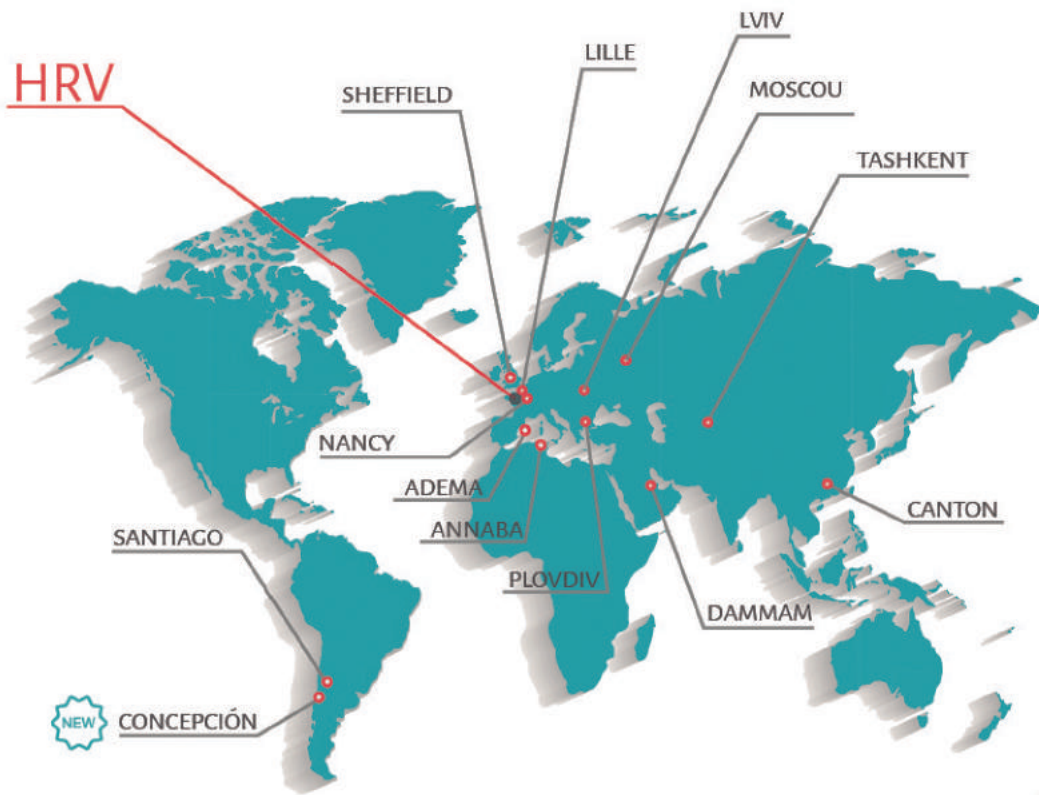 LVIV
LILLE
HRV
SHEFFIELD
MOSCOU
TASHKENT
NANCY
ADEMA
CANTON
ANNABA
SANTIAGO
PLOVDIV
DAMMAM
NEW
CONCEPCIÓN